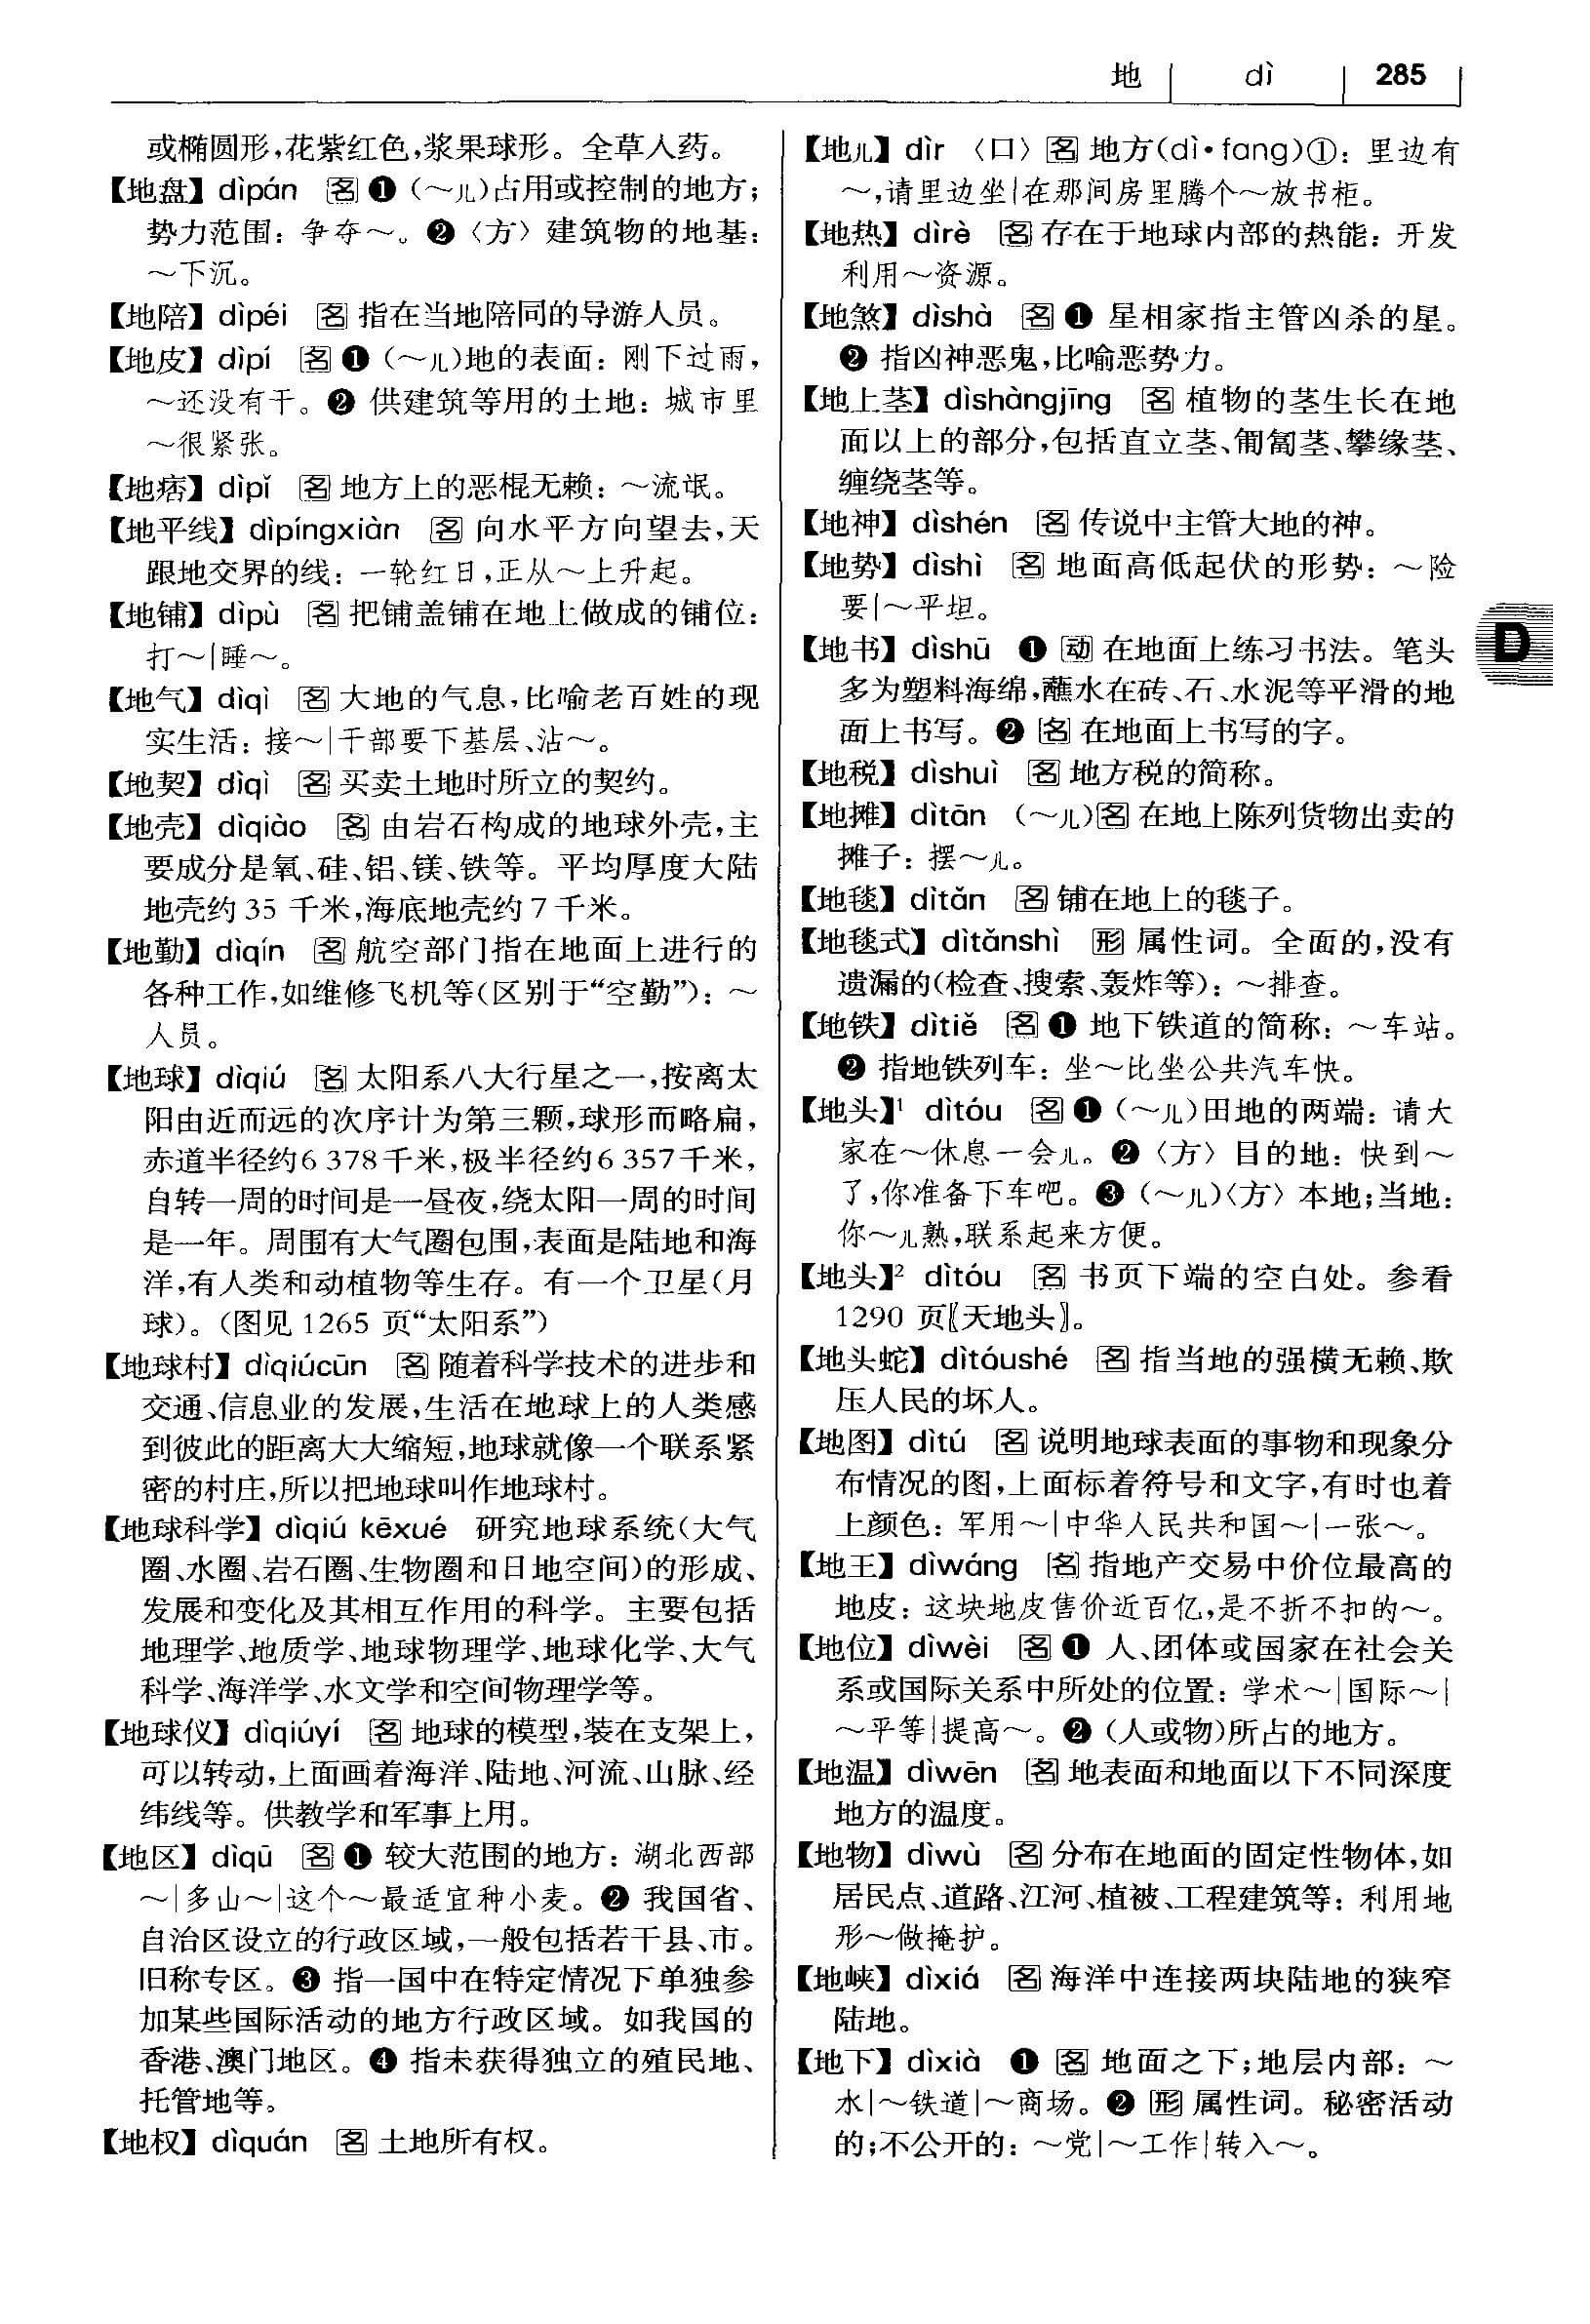 地 dì 285
或椭圆形,花紫红色,浆果球形。全草入药。
【地盘】dìpán 名 ❶(～儿)占用或控制的地方;
势力范围：争夺～。❷〈方〉建筑物的地基：
～下沉。
【地陪】dìpéi 名 指在当地陪同的导游人员。
【地皮】dìpí 名 ❶(～儿)地的表面：刚下过雨,
～还没有干。❷ 供建筑等用的土地：城市里
～很紧张。
【地痞】dìpǐ 名 地方上的恶棍无赖：～流氓。
【地平线】dìpíngxiàn 名 向水平方向望去,天
跟地交界的线：一轮红日,正从～上升起。
【地铺】dìpù 名 把铺盖铺在地上做成的铺位：
打～|睡～。
【地气】dìqì 名 大地的气息,比喻老百姓的现
实生活：接～|干部要下基层、沾～。
【地契】dìqì 名 买卖土地时所立的契约。
【地壳】dìqiào 名 由岩石构成的地球外壳,主
要成分是氧、硅、铝、镁、铁等。平均厚度大陆
地壳约 35 千米,海底地壳约 7 千米。
【地勤】dìqín 名 航空部门指在地面上进行的
各种工作,如维修飞机等(区别于“空勤”)：～
人员。
【地球】dìqiú 名 太阳系八大行星之一,按离太
阳由近而远的次序计为第三颗,球形而略扁,
赤道半径约6 378千米,极半径约6 357千米,
自转一周的时间是一昼夜,绕太阳一周的时间
是一年。周围有大气圈包围,表面是陆地和海
洋,有人类和动植物等生存。有一个卫星(月
球)。(图见 1265 页“太阳系”)
【地球村】dìqiúcūn 名 随着科学技术的进步和
交通、信息业的发展,生活在地球上的人类感
到彼此的距离大大缩短,地球就像一个联系紧
密的村庄,所以把地球叫作地球村。
【地球科学】dìqiú kēxué 研究地球系统(大气
圈、水圈、岩石圈、生物圈和日地空间)的形成、
发展和变化及其相互作用的科学。主要包括
地理学、地质学、地球物理学、地球化学、大气
科学、海洋学、水文学和空间物理学等。
【地球仪】dìqiúyí 名 地球的模型,装在支架上,
可以转动,上面画着海洋、陆地、河流、山脉、经
纬线等。供教学和军事上用。
【地区】dìqū 名 ❶ 较大范围的地方：湖北西部
～|多山～|这个～最适宜种小麦。❷ 我国省、
自治区设立的行政区域,一般包括若干县、市。
旧称专区。❸ 指一国中在特定情况下单独参
加某些国际活动的地方行政区域。如我国的
香港、澳门地区。❹ 指未获得独立的殖民地、
托管地等。
【地权】dìquán 名 土地所有权。
【地儿】dìr 〈口〉名 地方(dì•fang)①：里边有
～,请里边坐|在那间房里腾个～放书柜。
【地热】dìrè 名 存在于地球内部的热能：开发
利用～资源。
【地煞】dìshà 名 ❶ 星相家指主管凶杀的星。
❷ 指凶神恶鬼,比喻恶势力。
【地上茎】dìshàngjīng 名 植物的茎生长在地
面以上的部分,包括直立茎、匍匐茎、攀缘茎、
缠绕茎等。
【地神】dìshén 名 传说中主管大地的神。
【地势】dìshì 名 地面高低起伏的形势：～险
要|～平坦。
【地书】dìshū ❶ 动 在地面上练习书法。笔头
多为塑料海绵,蘸水在砖、石、水泥等平滑的地
面上书写。❷ 名 在地面上书写的字。
【地税】dìshuì 名 地方税的简称。
【地摊】dìtān (～儿)名 在地上陈列货物出卖的
摊子：摆～儿。
【地毯】dìtǎn 名 铺在地上的毯子。
【地毯式】dìtǎnshì 形 属性词。全面的,没有
遗漏的(检查、搜索、轰炸等)：～排查。
【地铁】dìtiě 名 ❶ 地下铁道的简称：～车站。
❷ 指地铁列车：坐～比坐公共汽车快。
【地头】¹ dìtóu 名 ❶(～儿)田地的两端：请大
家在～休息一会儿。❷〈方〉目的地：快到～
了,你准备下车吧。❸(～儿)〈方〉本地;当地：
你～儿熟,联系起来方便。
【地头】² dìtóu 名 书页下端的空白处。参看
1290 页〖天地头〗。
【地头蛇】dìtóushé 名 指当地的强横无赖、欺
压人民的坏人。
【地图】dìtú 名 说明地球表面的事物和现象分
布情况的图,上面标着符号和文字,有时也着
上颜色：军用～|中华人民共和国～|一张～。
【地王】dìwáng 名 指地产交易中价位最高的
地皮：这块地皮售价近百亿,是不折不扣的～。
【地位】dìwèi 名 ❶ 人、团体或国家在社会关
系或国际关系中所处的位置：学术～|国际～|
～平等|提高～。❷(人或物)所占的地方。
【地温】dìwēn 名 地表面和地面以下不同深度
地方的温度。
【地物】dìwù 名 分布在地面的固定性物体,如
居民点、道路、江河、植被、工程建筑等：利用地
形～做掩护。
【地峡】dìxiá 名 海洋中连接两块陆地的狭窄
陆地。
【地下】dìxià ❶ 名 地面之下;地层内部：～
水|～铁道|～商场。❷ 形 属性词。秘密活动
的;不公开的：～党|～工作|转入～。
D